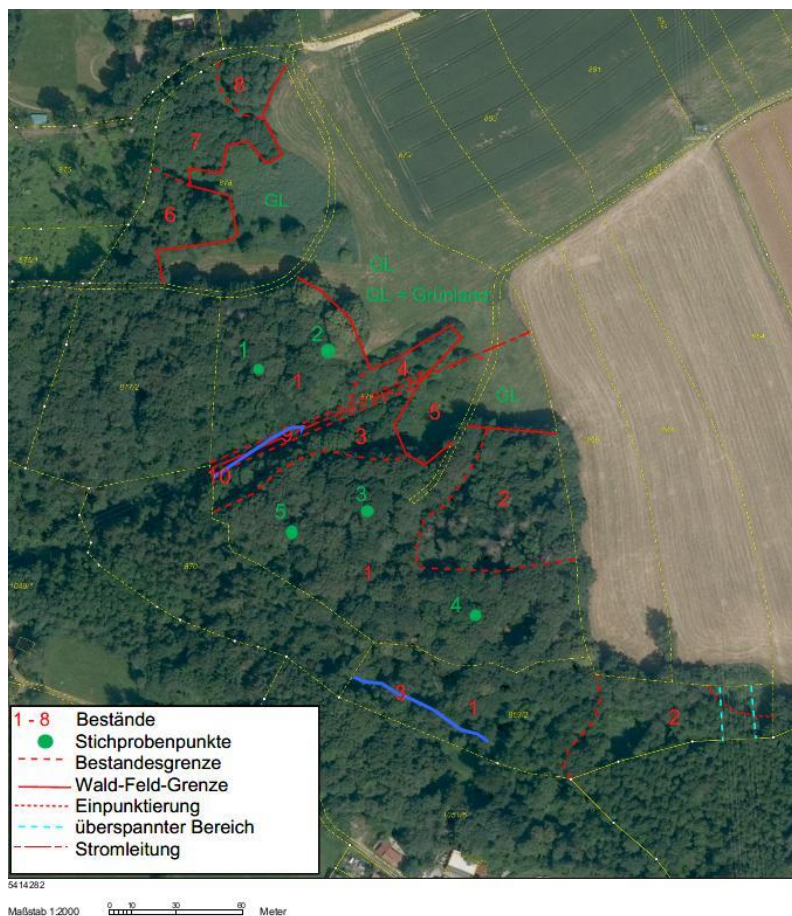 8
7
6
GL
GL
GL = Grünland
2
1
1
4
5
GL
9
3
10
2
3
5
1
4
3
1
2
1 - 8 Bestände
Stichprobenpunkte
Bestandesgrenze
Wald-Feld-Grenze
Einpunktierung
überspannter Bereich
Stromleitung
5414282
Maßstab 1:2000
0 10 30 60 Meter